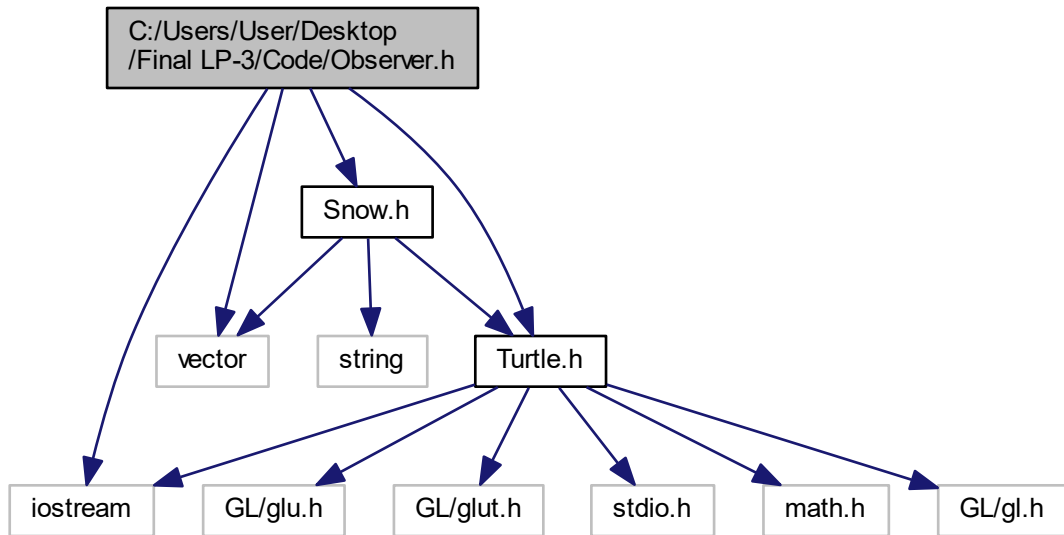 C:/Users/User/Desktop
/Final LP-3/Code/Observer.h
Snow.h
vector
string
Turtle.h
iostream
GL/glu.h
GL/glut.h
stdio.h
math.h
GL/gl.h